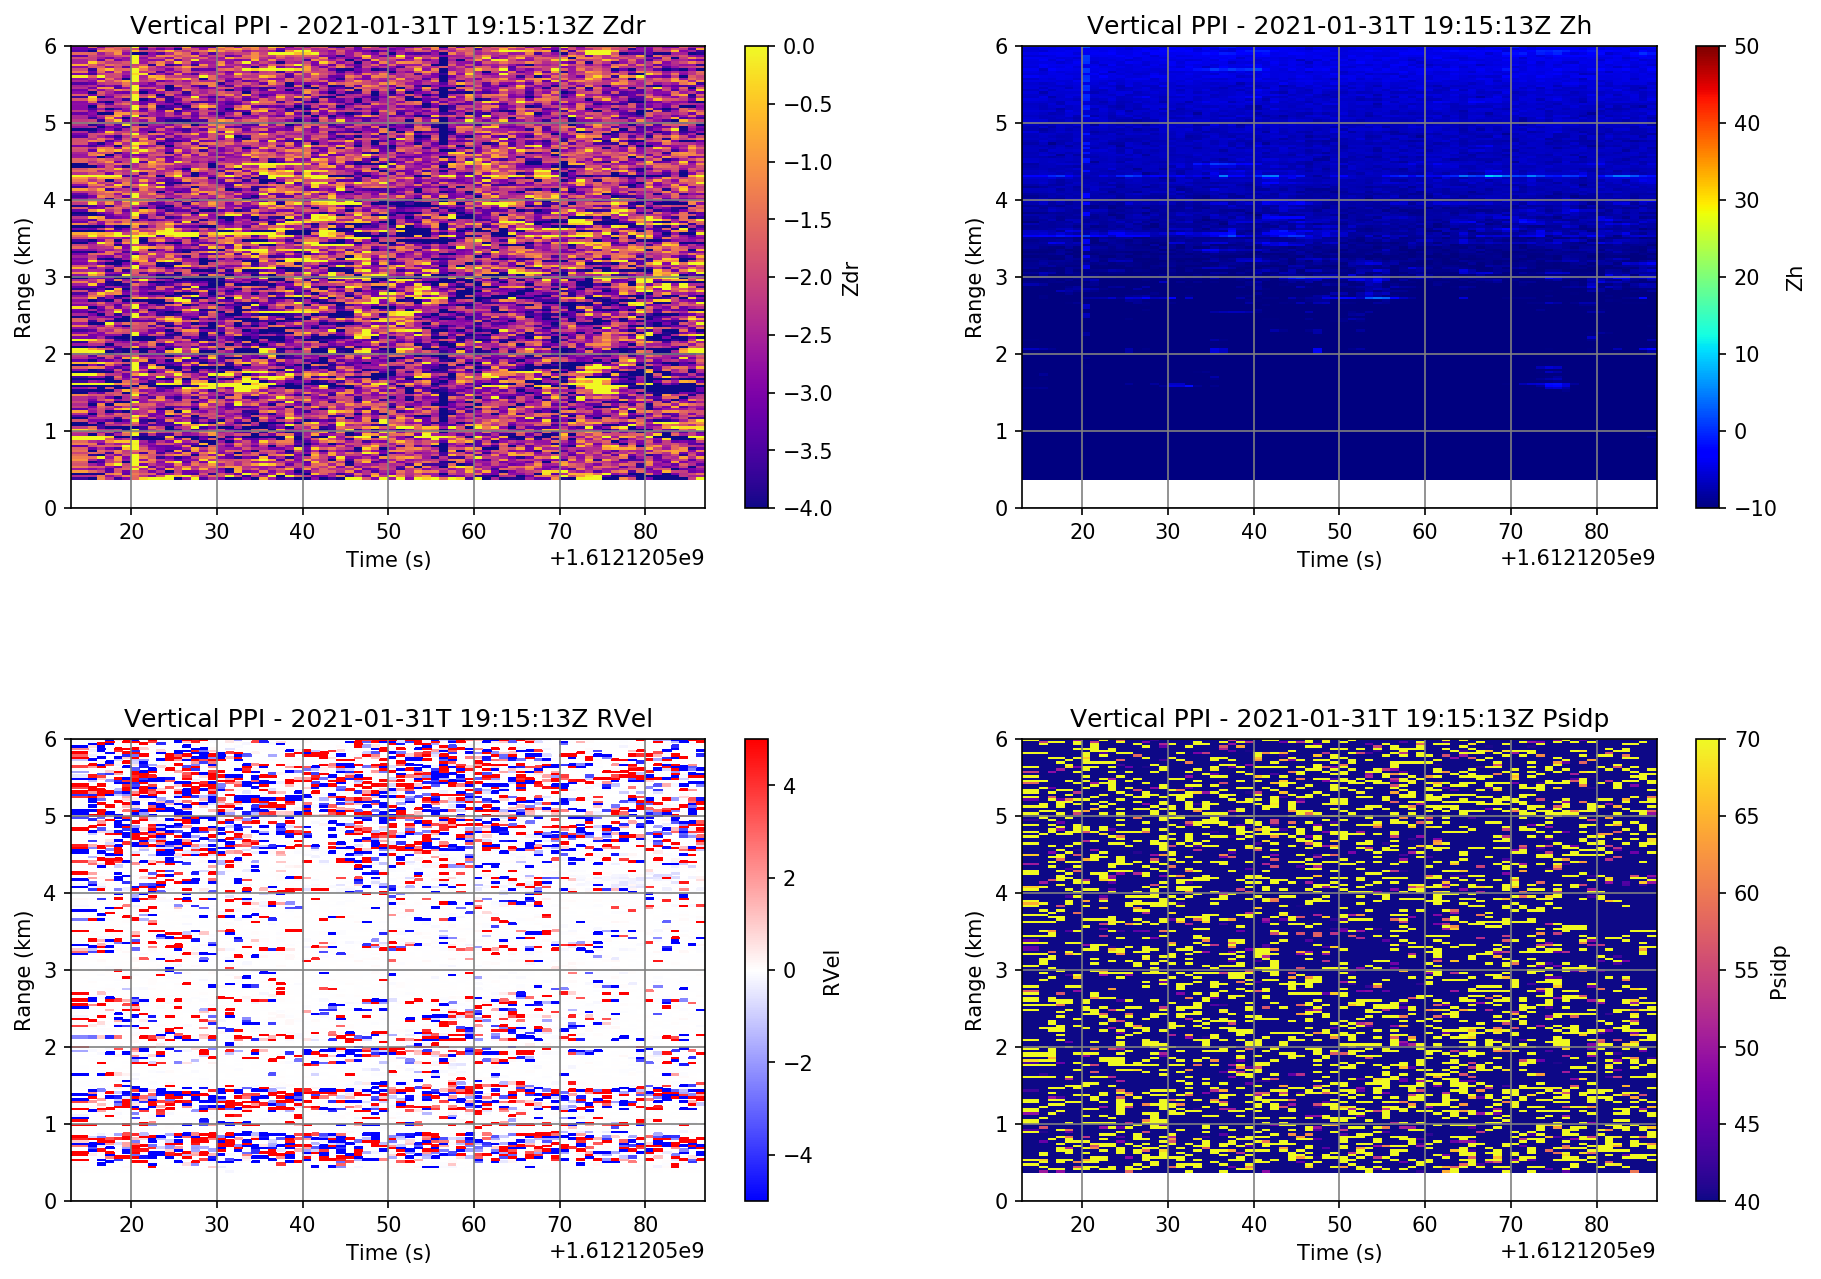 Vertical PPI - 2021-01-31T 19:15:13Z Zdr
6
5
4
3
2
1
0
Range (km)
20 30 40 50 60 70 80
Time (s)
+1.6121205e9
0.0
−0.5
−1.0
−1.5
−2.0
−2.5
−3.0
−3.5
−4.0
Zdr
Vertical PPI - 2021-01-31T 19:15:13Z Zh
6
5
4
3
2
1
0
Range (km)
20 30 40 50 60 70 80
Time (s)
+1.6121205e9
50
40
30
20
10
0
−10
Zh
Vertical PPI - 2021-01-31T 19:15:13Z RVel
6
5
4
3
2
1
0
Range (km)
20 30 40 50 60 70 80
Time (s)
+1.6121205e9
4
2
0
−2
−4
RVel
Vertical PPI - 2021-01-31T 19:15:13Z Psidp
6
5
4
3
2
1
0
Range (km)
20 30 40 50 60 70 80
Time (s)
+1.6121205e9
70
65
60
55
50
45
40
Psidp